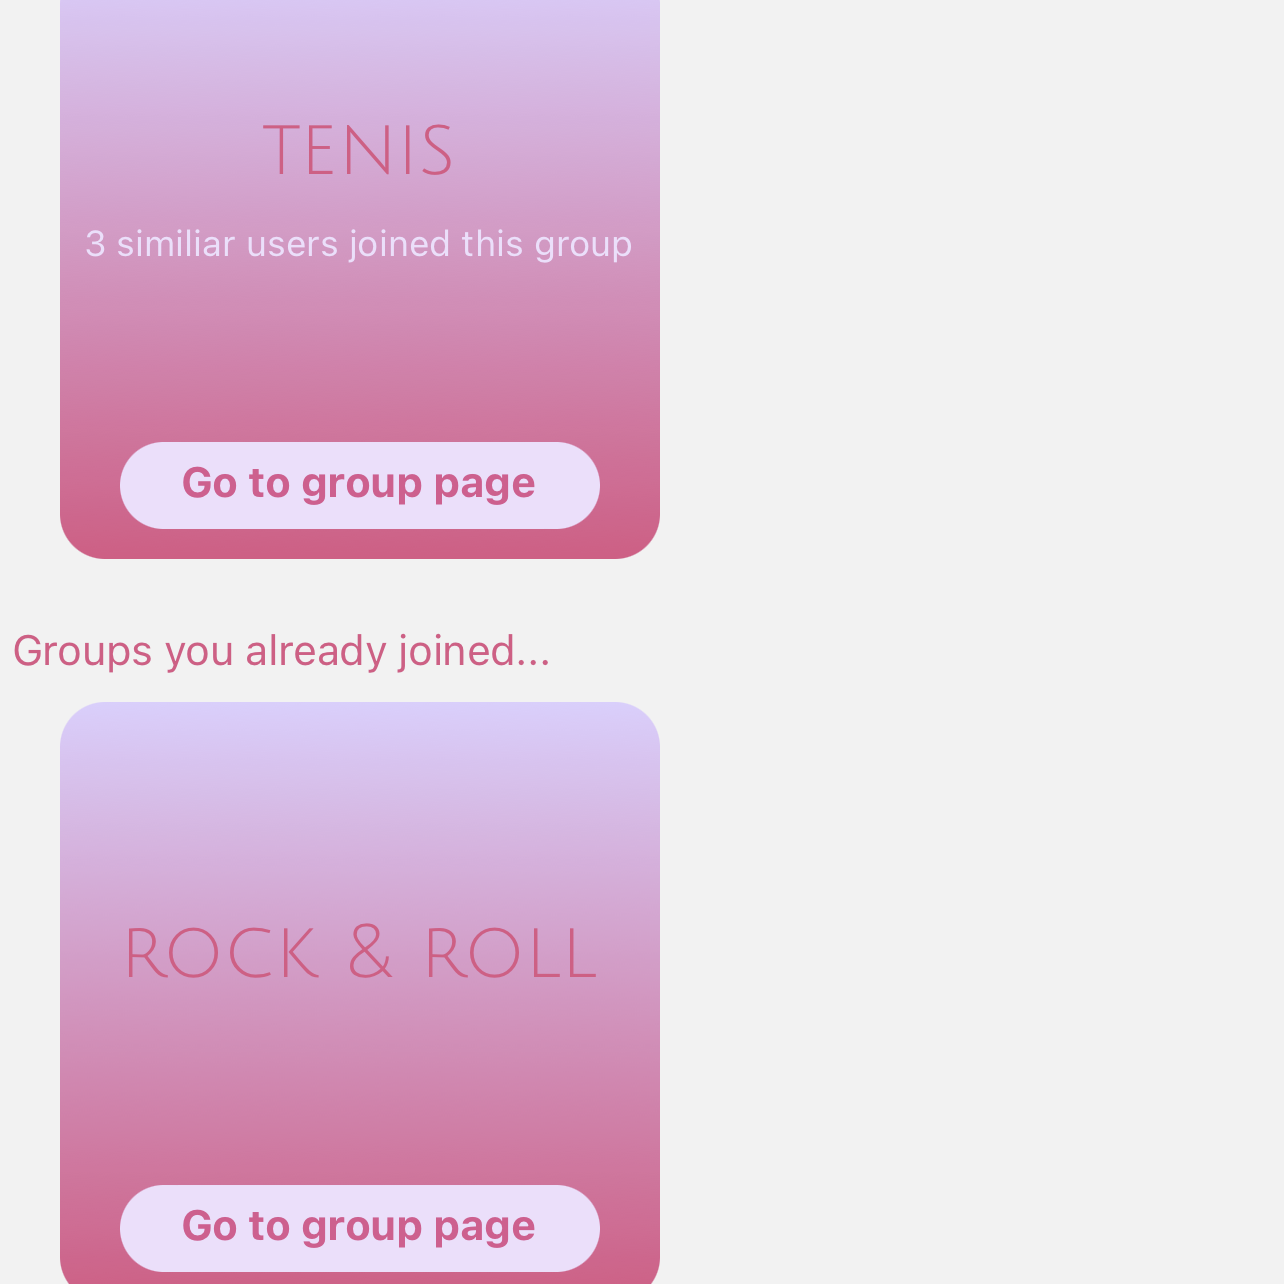 TENIS
3 similiar users joined this group
Go to group page
Groups you already joined...
ROCK & ROLL
Go to group page